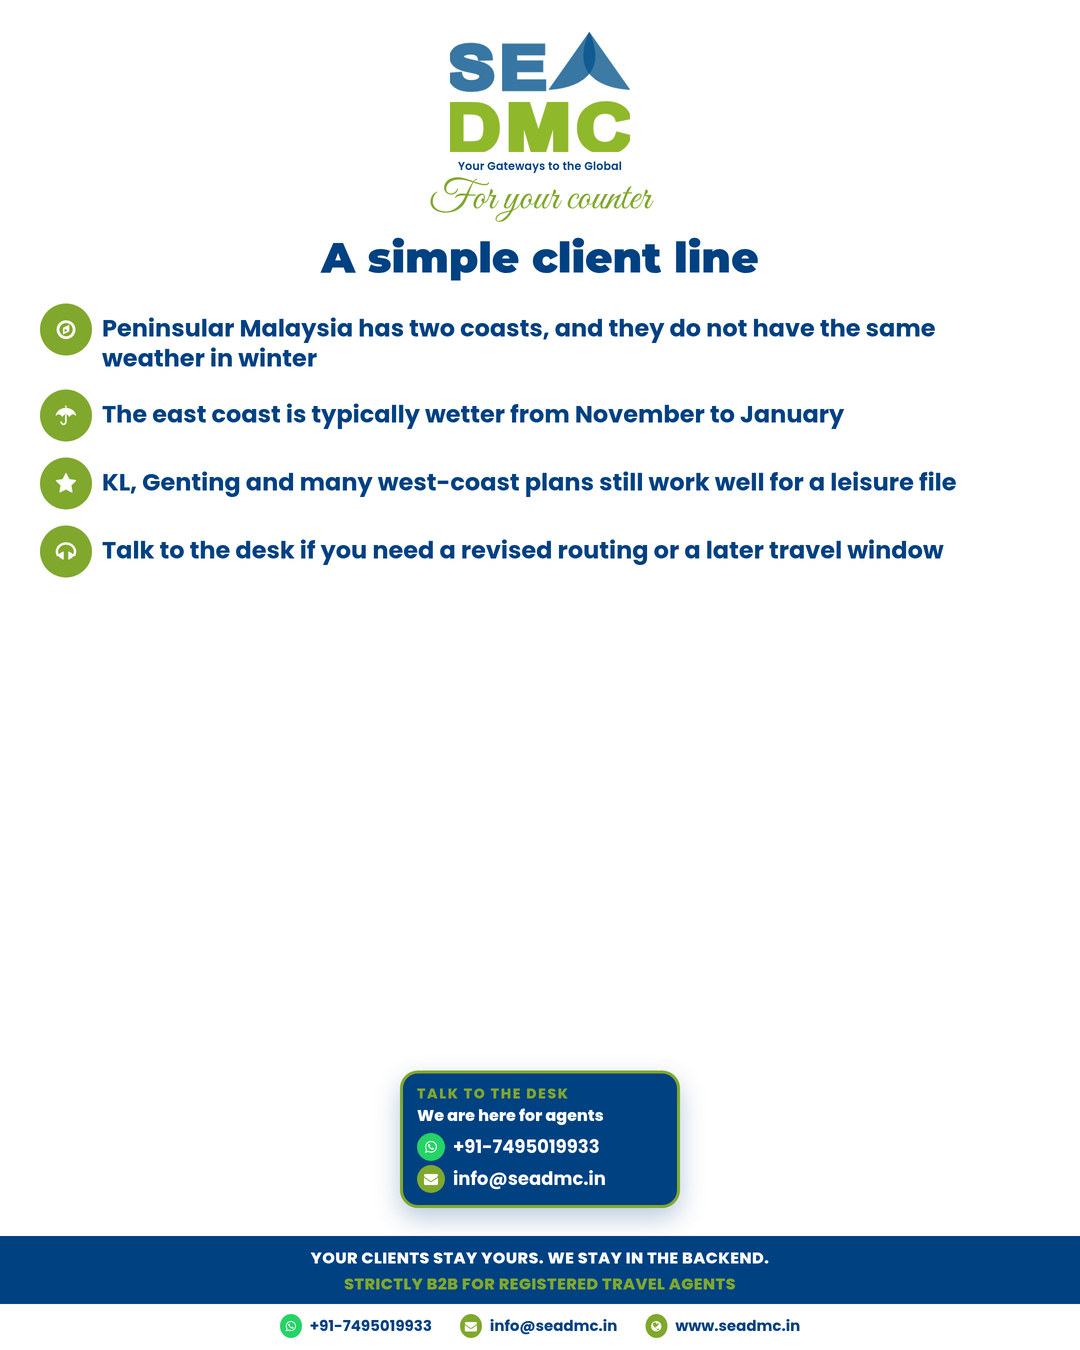 SEA
DMC
Your Gateways to the Global
For your counter
A simple client line
Peninsular Malaysia has two coasts, and they do not have the same
weather in winter
The east coast is typically wetter from November to January
KL, Genting and many west-coast plans still work well for a leisure file
Talk to the desk if you need a revised routing or a later travel window
TALK TO THE DESK
We are here for agents
+91-7495019933
info@seadmc.in
YOUR CLIENTS STAY YOURS. WE STAY IN THE BACKEND.
STRICTLY B2B FOR REGISTERED TRAVEL AGENTS
+91-7495019933 info@seadmc.in www.seadmc.in